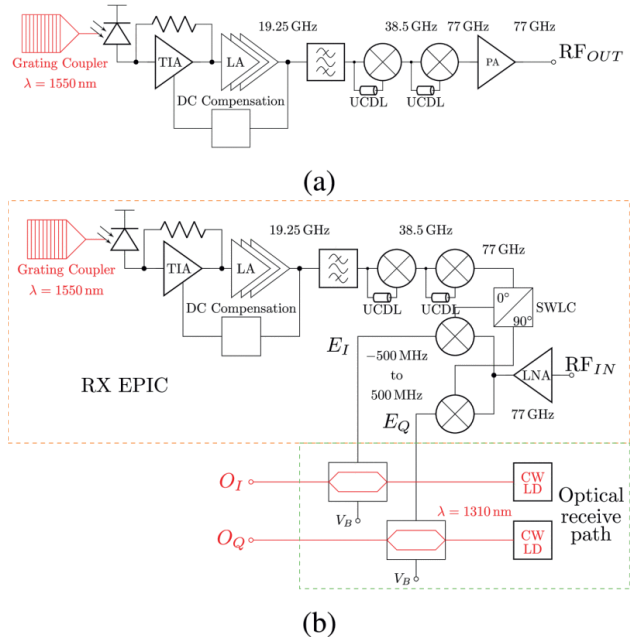 19.25 GHz
38.5 GHz
77 GHz
77 GHz
Grating Coupler
λ = 1550 nm
TIA
LA
PA
RF_OUT
UCDL
UCDL
DC Compensation
(a)
19.25 GHz
38.5 GHz
77 GHz
Grating Coupler
λ = 1550 nm
TIA
LA
0°
90°
SWLC
UCDL
UCDL
DC Compensation
E_I
−500 MHz
to
500 MHz
RF_IN
LNA
RX EPIC
E_Q
77 GHz
O_I
CW
LD
Optical
receive
path
V_B
λ = 1310 nm
O_Q
CW
LD
V_B
(b)